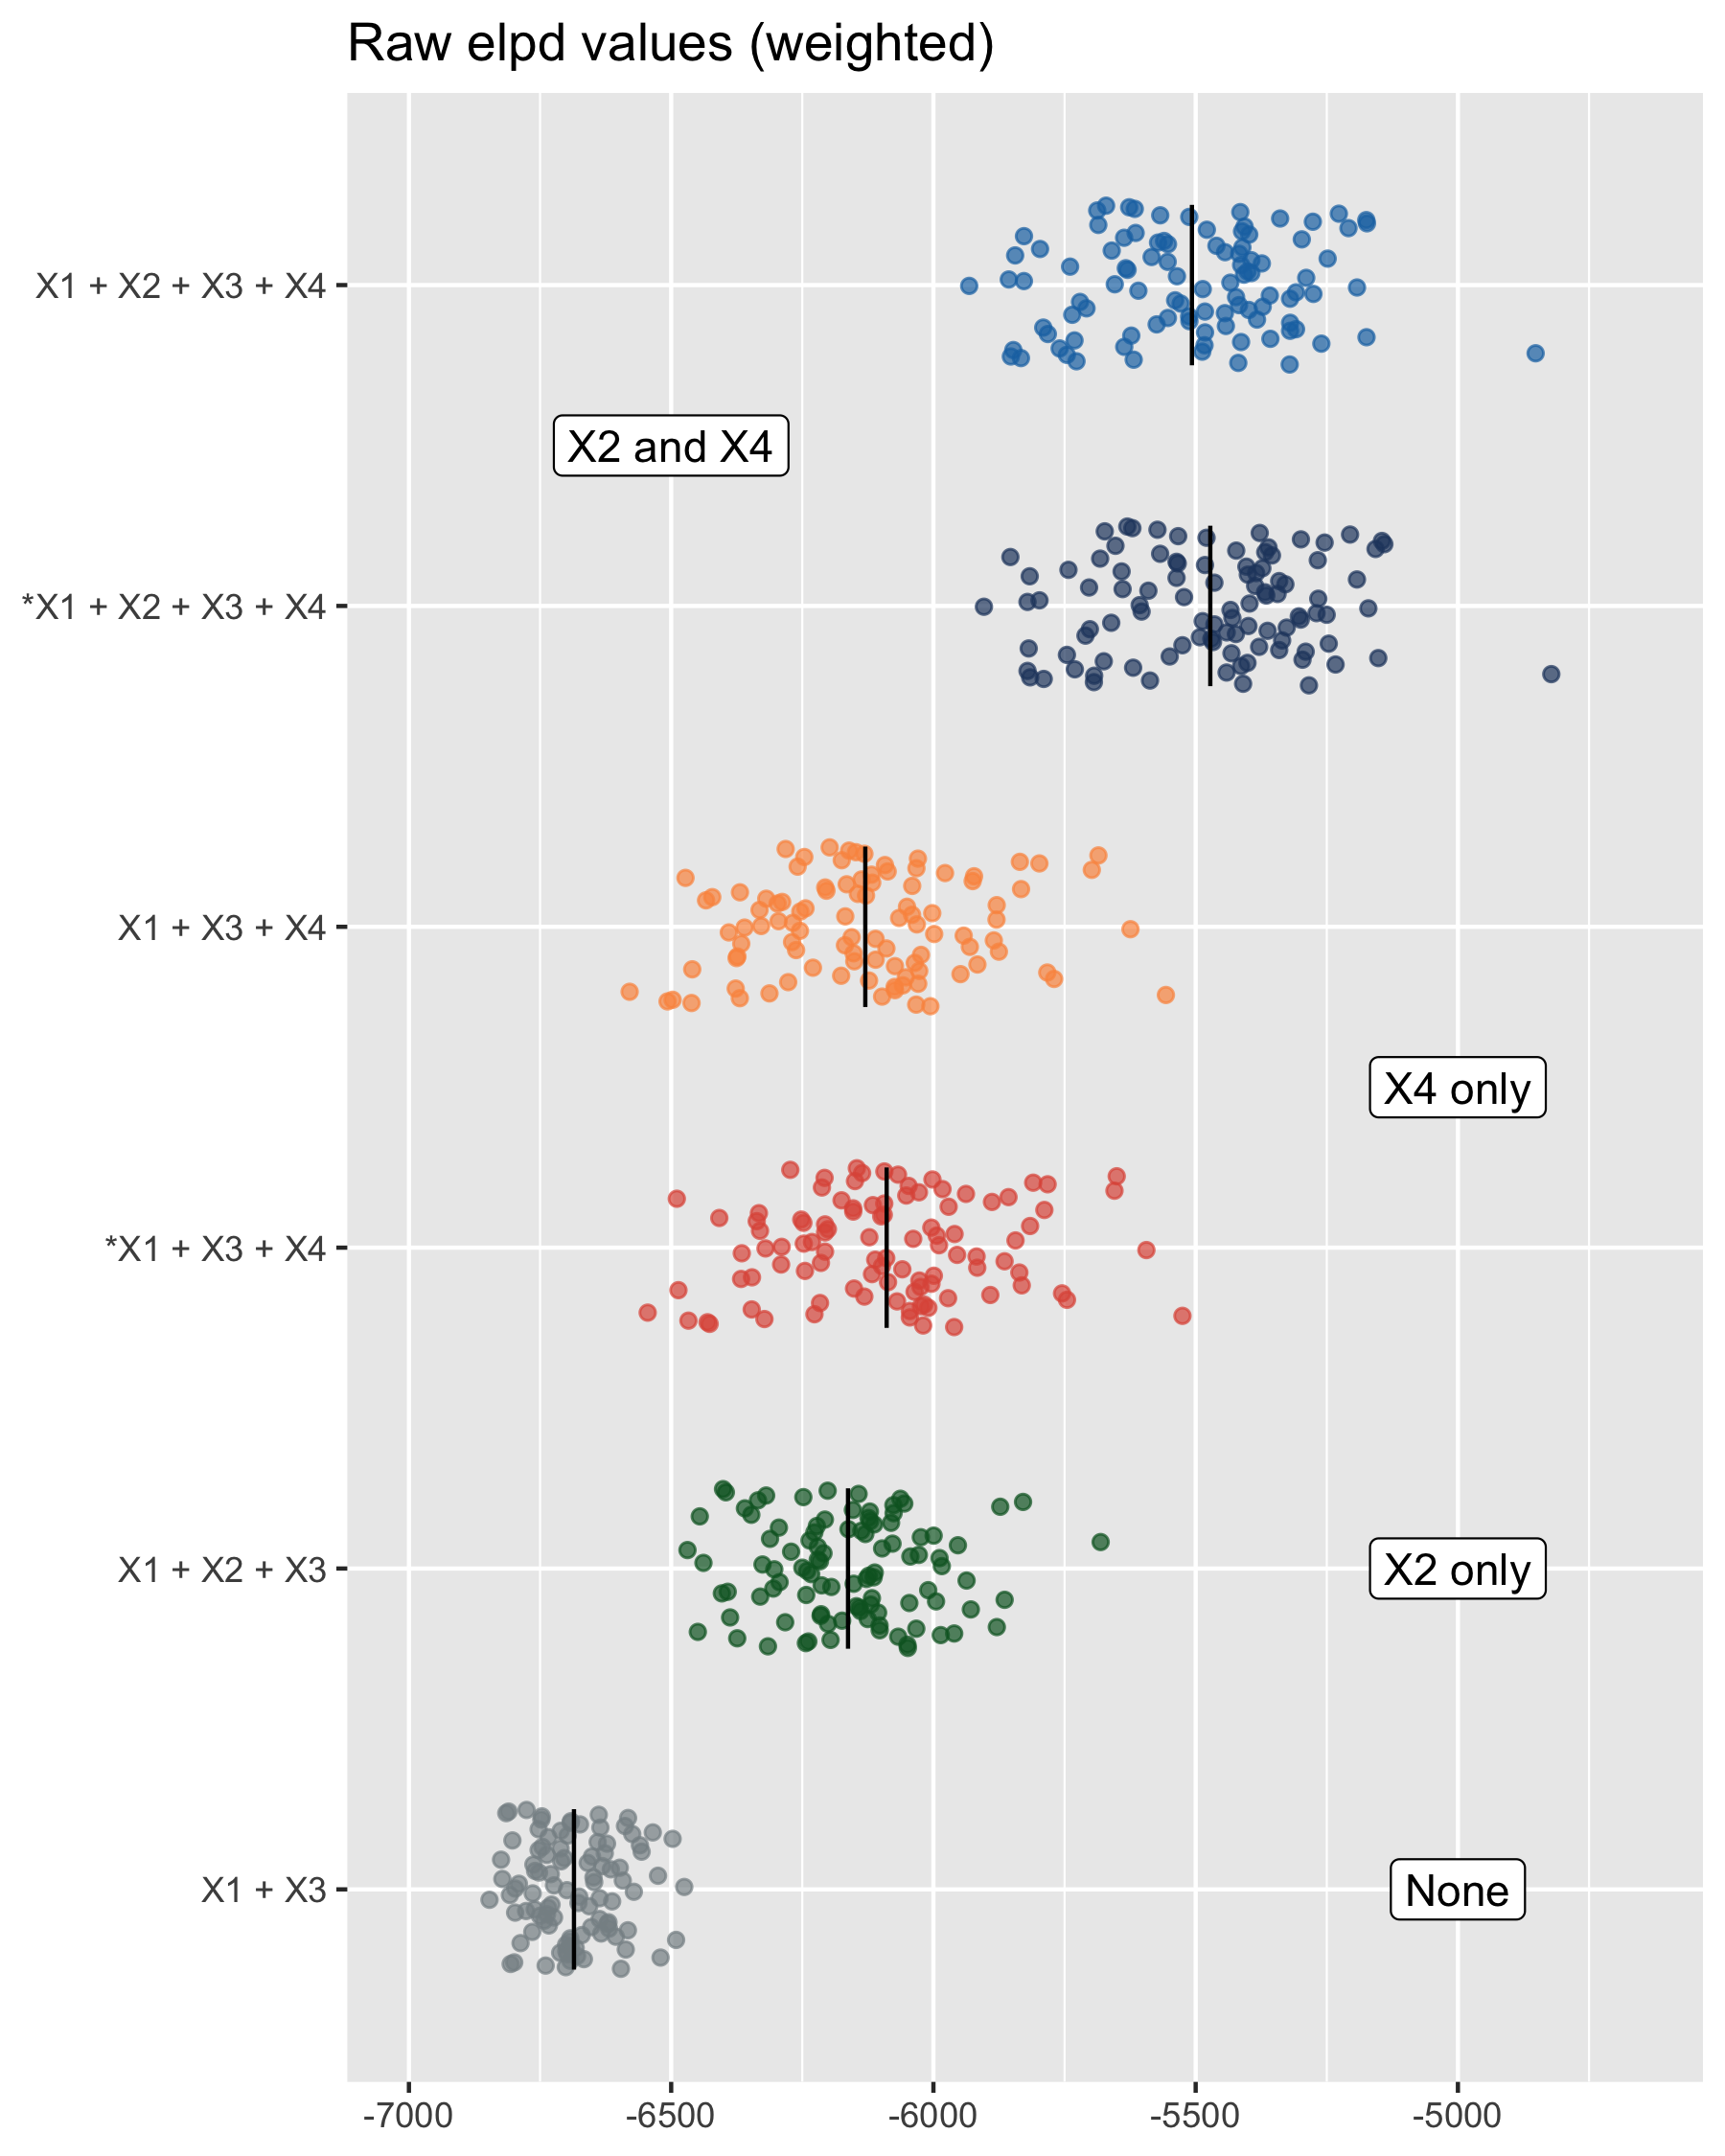 Raw elpd values (weighted)
X1 + X2 + X3 + X4
X2 and X4
*X1 + X2 + X3 + X4
X1 + X3 + X4
X4 only
*X1 + X3 + X4
X1 + X2 + X3
X2 only
X1 + X3
None
-7000
-6500
-6000
-5500
-5000